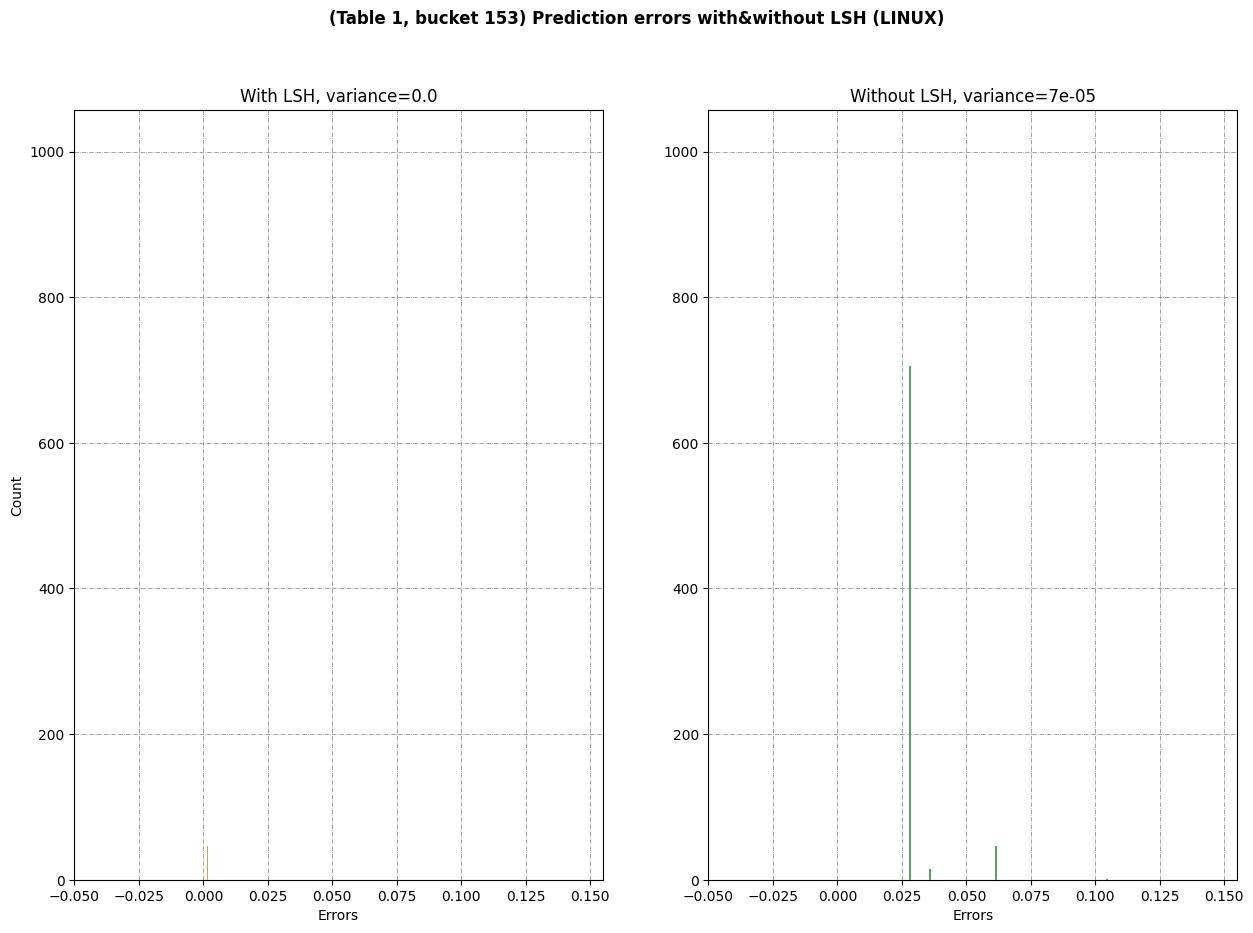 (Table 1, bucket 153) Prediction errors with&without LSH (LINUX)
With LSH, variance=0.0
1000
800
600
400
200
0
Count
−0.050 −0.025 0.000 0.025 0.050 0.075 0.100 0.125 0.150
Errors
Without LSH, variance=7e-05
1000
800
600
400
200
0
−0.050 −0.025 0.000 0.025 0.050 0.075 0.100 0.125 0.150
Errors